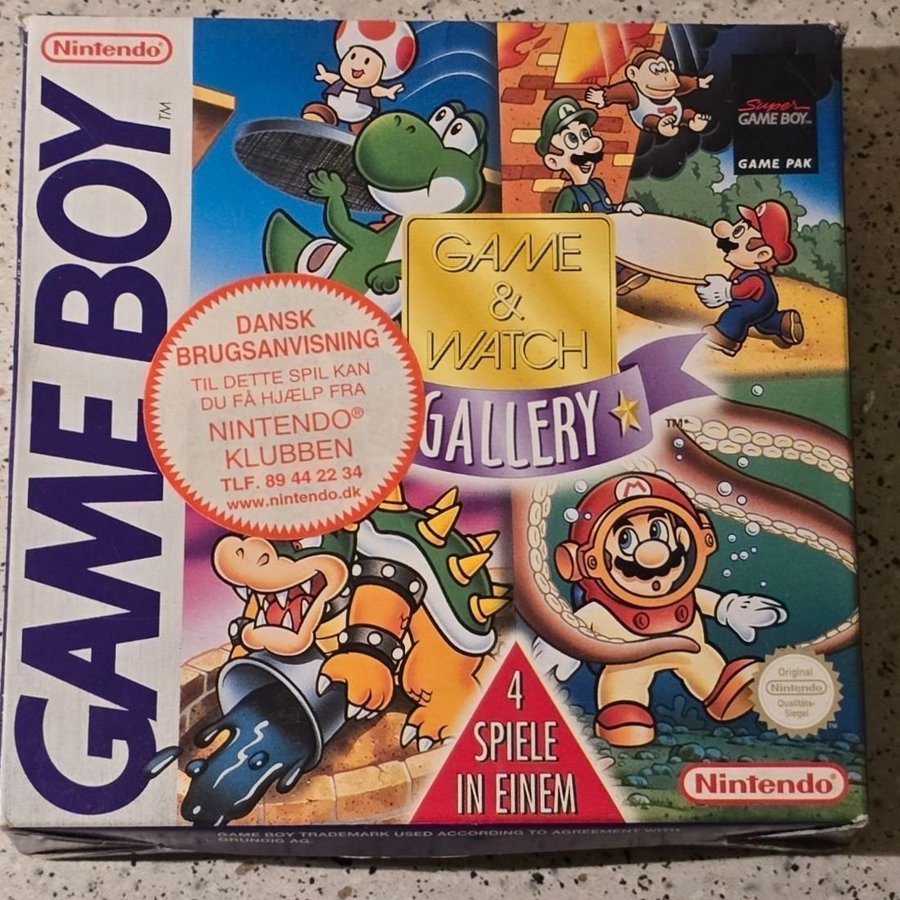 Nintendo®
GAME BOY™
Super
GAME BOY™
GAME PAK
GAME
&
WATCH
GALLERY
TM
DANSK
BRUGSANVISNING
TIL DETTE SPIL KAN
DU FÅ HJÆLP FRA
NINTENDO®
KLUBBEN
TLF. 89 44 22 34
www.nintendo.dk
M
4
SPIELE
IN EINEM
Original
Nintendo
Qualitäts-
Siegel
TM
Nintendo®
GAME BOY TRADEMARK USED ACCORDING TO AGREEMENT WITH
GRUNDIG AG.